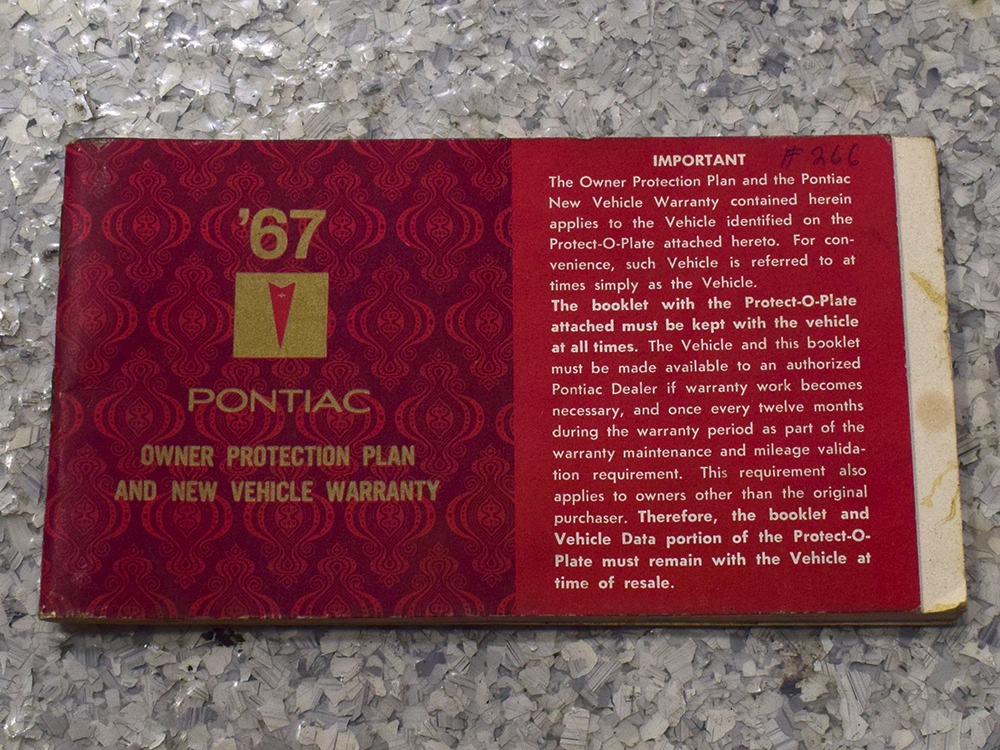 '67
PONTIAC
OWNER PROTECTION PLAN
AND NEW VEHICLE WARRANTY
IMPORTANT
# 266
The Owner Protection Plan and the Pontiac
New Vehicle Warranty contained herein
applies to the Vehicle identified on the
Protect-O-Plate attached hereto. For con-
venience, such Vehicle is referred to at
times simply as the Vehicle.
The booklet with the Protect-O-Plate
attached must be kept with the vehicle
at all times. The Vehicle and this booklet
must be made available to an authorized
Pontiac Dealer if warranty work becomes
necessary, and once every twelve months
during the warranty period as part of the
warranty maintenance and mileage valida-
tion requirement. This requirement also
applies to owners other than the original
purchaser. Therefore, the booklet and
Vehicle Data portion of the Protect-O-
Plate must remain with the Vehicle at
time of resale.